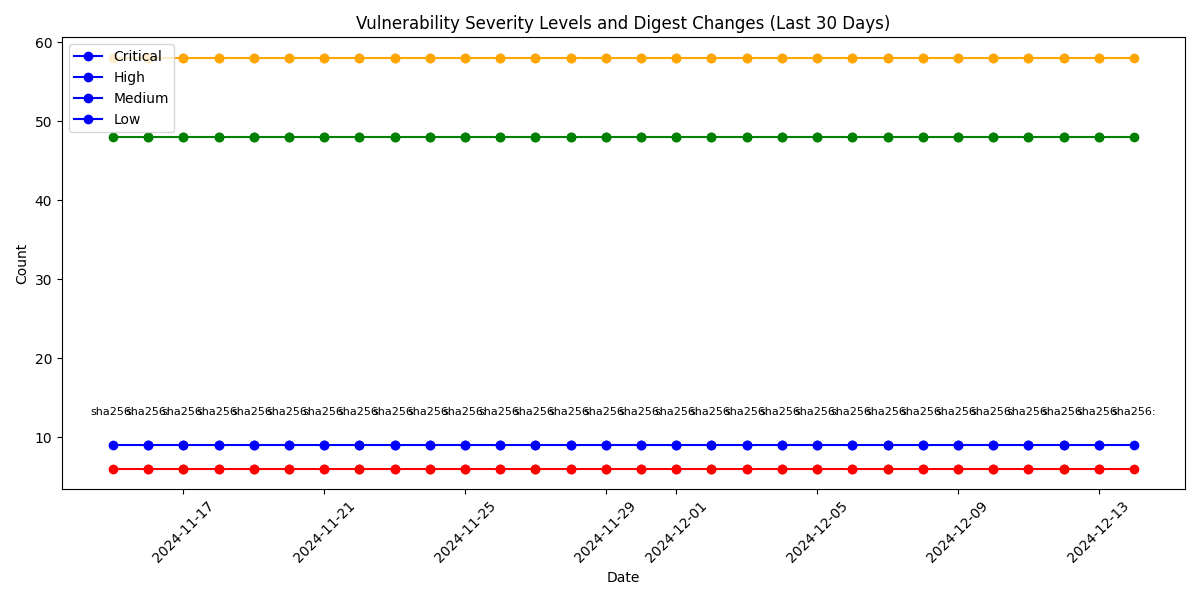 Vulnerability Severity Levels and Digest Changes (Last 30 Days)
Critical
High
Medium
Low
60
50
40
30
20
10
Count
sha256: sha256: sha256: sha256: sha256: sha256: sha256: sha256: sha256: sha256: sha256: sha256: sha256: sha256: sha256: sha256: sha256: sha256: sha256: sha256: sha256: sha256: sha256: sha256: sha256: sha256: sha256: sha256: sha256: sha256:
2024-11-17
2024-11-21
2024-11-25
2024-11-29
2024-12-01
2024-12-05
2024-12-09
2024-12-13
Date